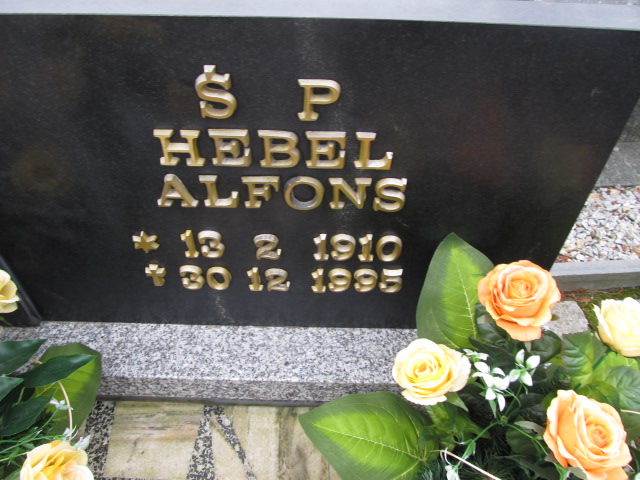 Ś P
HEBEL
ALFONS
* 13 2 1910
✝ 30 12 1995